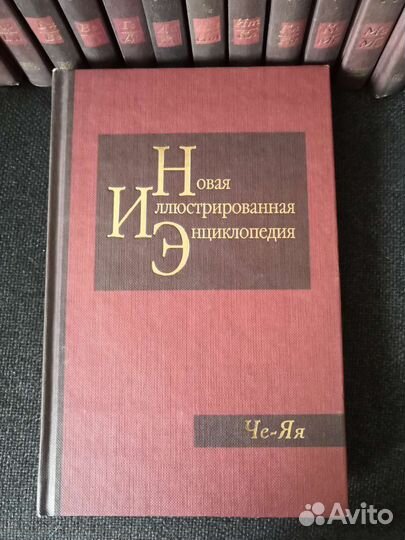 Новая
Иллюстрированная
Энциклопедия
Че-Яя
Avito